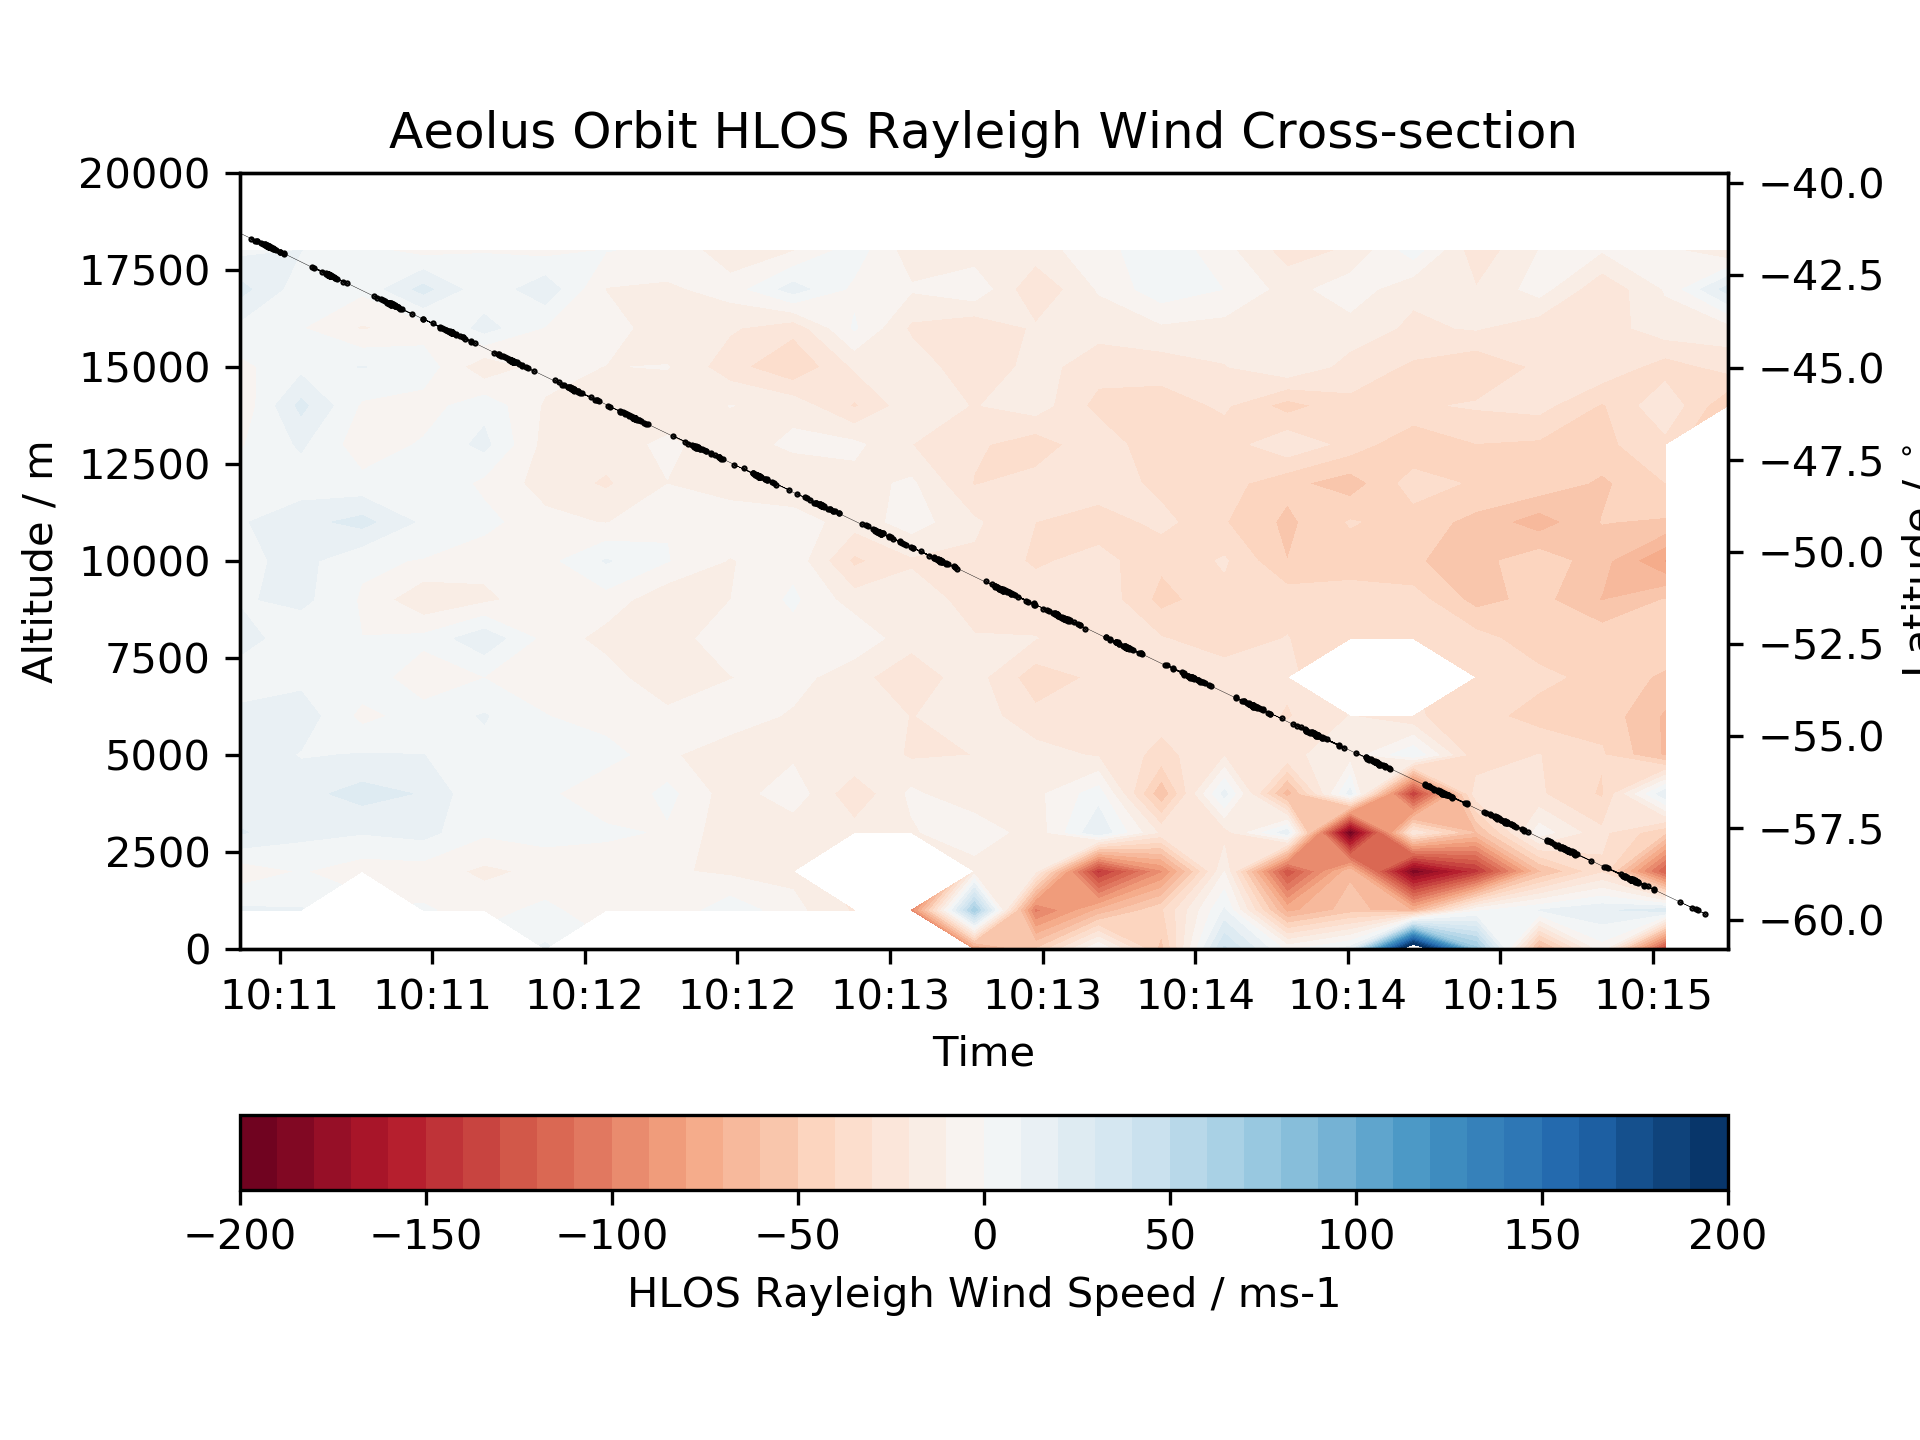 Aeolus Orbit HLOS Rayleigh Wind Cross-section
20000
17500
15000
12500
10000
7500
5000
2500
0
Altitude / m
−40.0
−42.5
−45.0
−47.5
−50.0
−52.5
−55.0
−57.5
−60.0
Latitude / °
10:11 10:11 10:12 10:12 10:13 10:13 10:14 10:14 10:15 10:15
Time
−200 −150 −100 −50 0 50 100 150 200
HLOS Rayleigh Wind Speed / ms-1